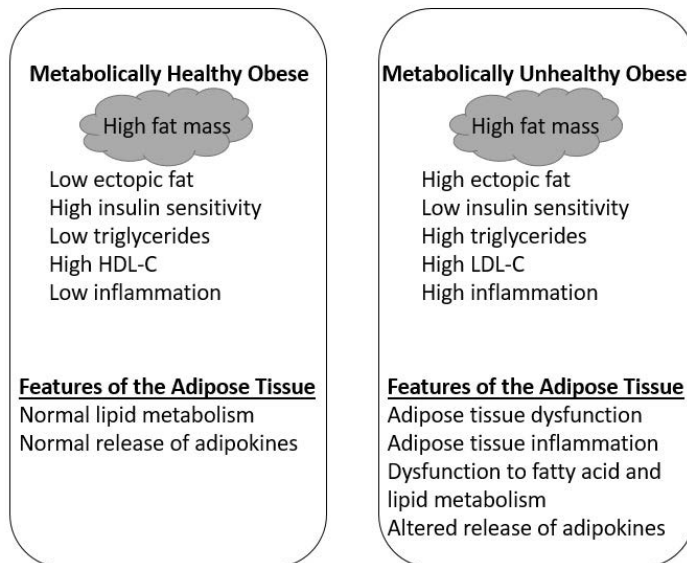 Metabolically Healthy Obese
High fat mass
Low ectopic fat
High insulin sensitivity
Low triglycerides
High HDL-C
Low inflammation
Features of the Adipose Tissue
Normal lipid metabolism
Normal release of adipokines
Metabolically Unhealthy Obese
High fat mass
High ectopic fat
Low insulin sensitivity
High triglycerides
High LDL-C
High inflammation
Features of the Adipose Tissue
Adipose tissue dysfunction
Adipose tissue inflammation
Dysfunction to fatty acid and
lipid metabolism
Altered release of adipokines